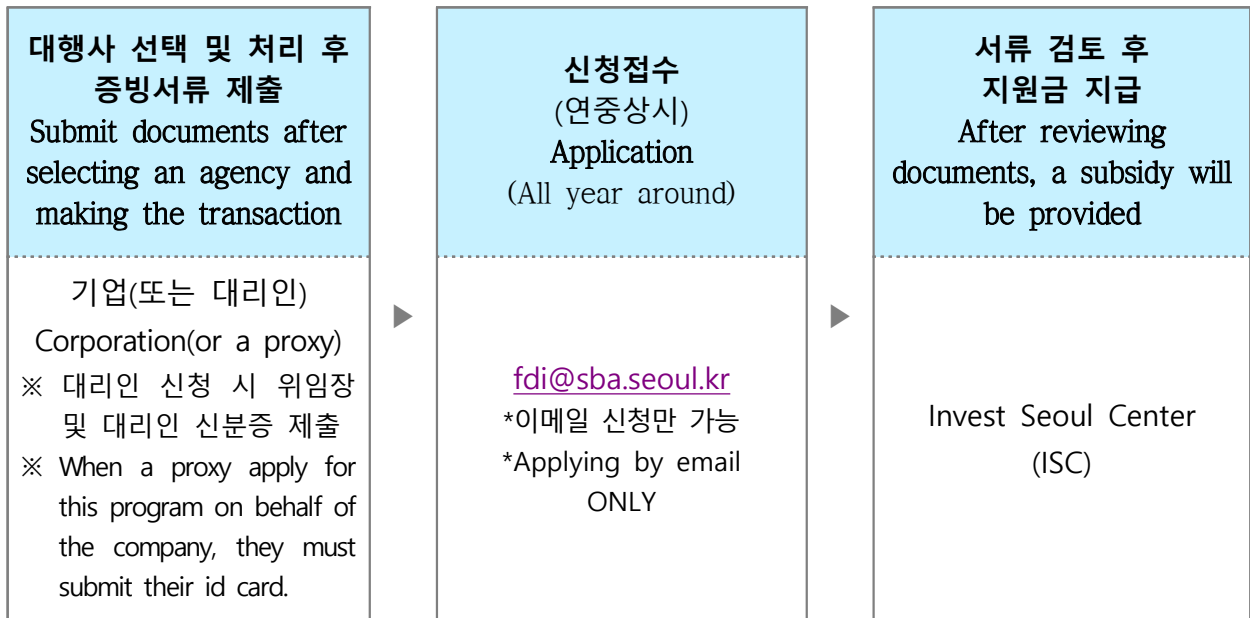 대행사 선택 및 처리 후
증빙서류 제출
Submit documents after
selecting an agency and
making the transaction
기업(또는 대리인)
Corporation(or a proxy)
※ 대리인 신청 시 위임장
및 대리인 신분증 제출
※ When a proxy apply for
this program on behalf of
the company, they must
submit their id card.
▶
신청접수
(연중상시)
Application
(All year around)
fdi@sba.seoul.kr
*이메일 신청만 가능
*Applying by email
ONLY
▶
서류 검토 후
지원금 지급
After reviewing
documents, a subsidy will
be provided
Invest Seoul Center
(ISC)